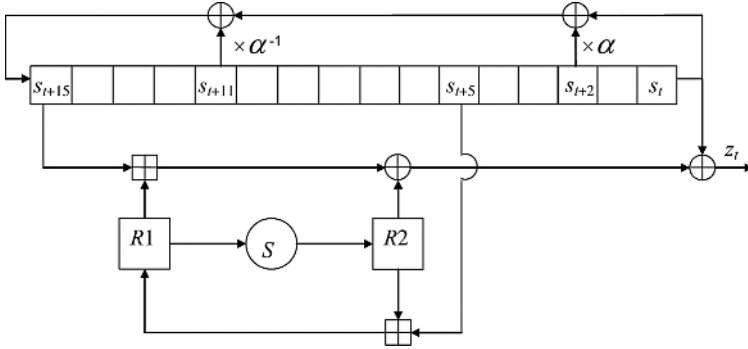 × α⁻¹ × α
s_{t+15} s_{t+11} s_{t+5} s_{t+2} s_t
z_t
R1 S R2